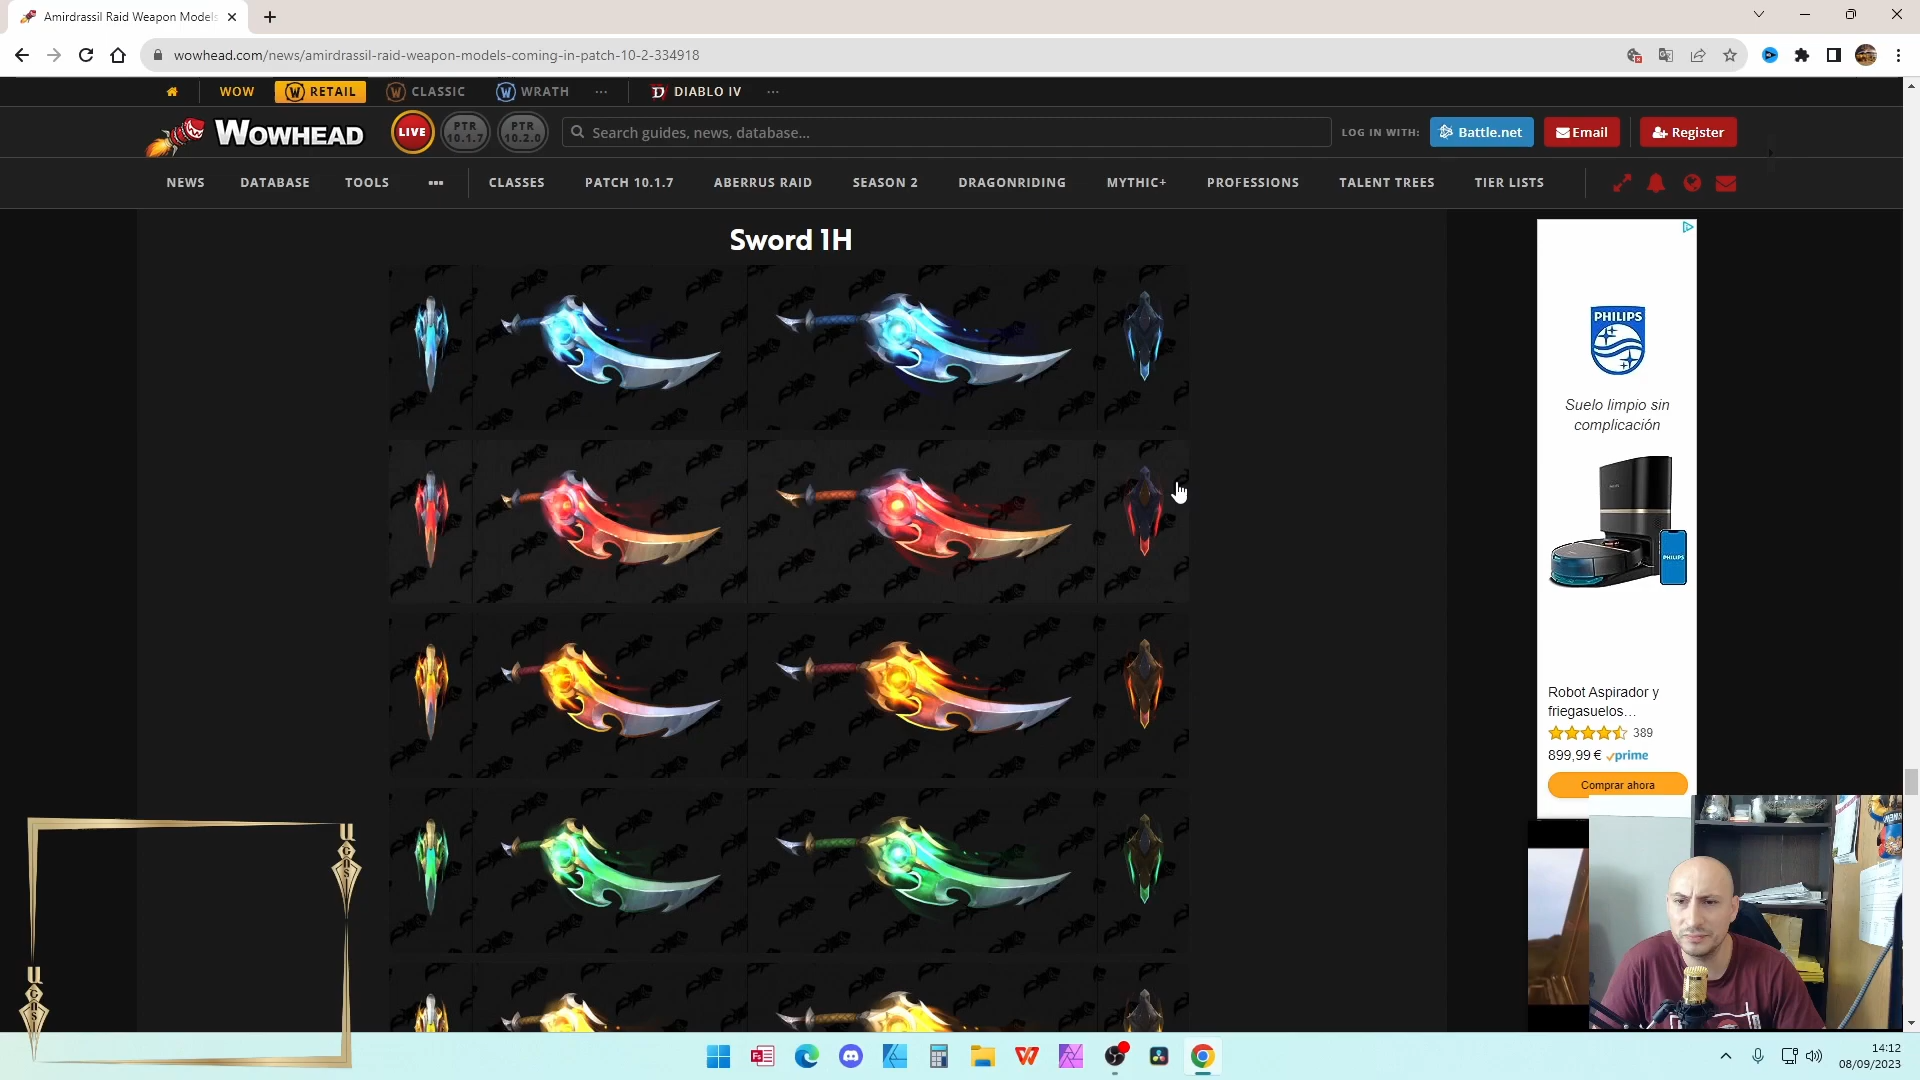 Amirdrassil Raid Weapon Models
wowhead.com/news/amirdrassil-raid-weapon-models-coming-in-patch-10-2-334918
WOW
RETAIL
CLASSIC
WRATH
DIABLO IV
WOWHEAD
LIVE
PTR
10.1.7
PTR
10.2.0
Search guides, news, database...
LOG IN WITH:
Battle.net
Email
Register
NEWS
DATABASE
TOOLS
CLASSES
PATCH 10.1.7
ABERRUS RAID
SEASON 2
DRAGONRIDING
MYTHIC+
PROFESSIONS
TALENT TREES
TIER LISTS
Sword 1H
PHILIPS
Suelo limpio sin
complicación
PHILIPS
Robot Aspirador y
friegasuelos...
389
899,99 € prime
Comprar ahora
14:12
08/09/2023